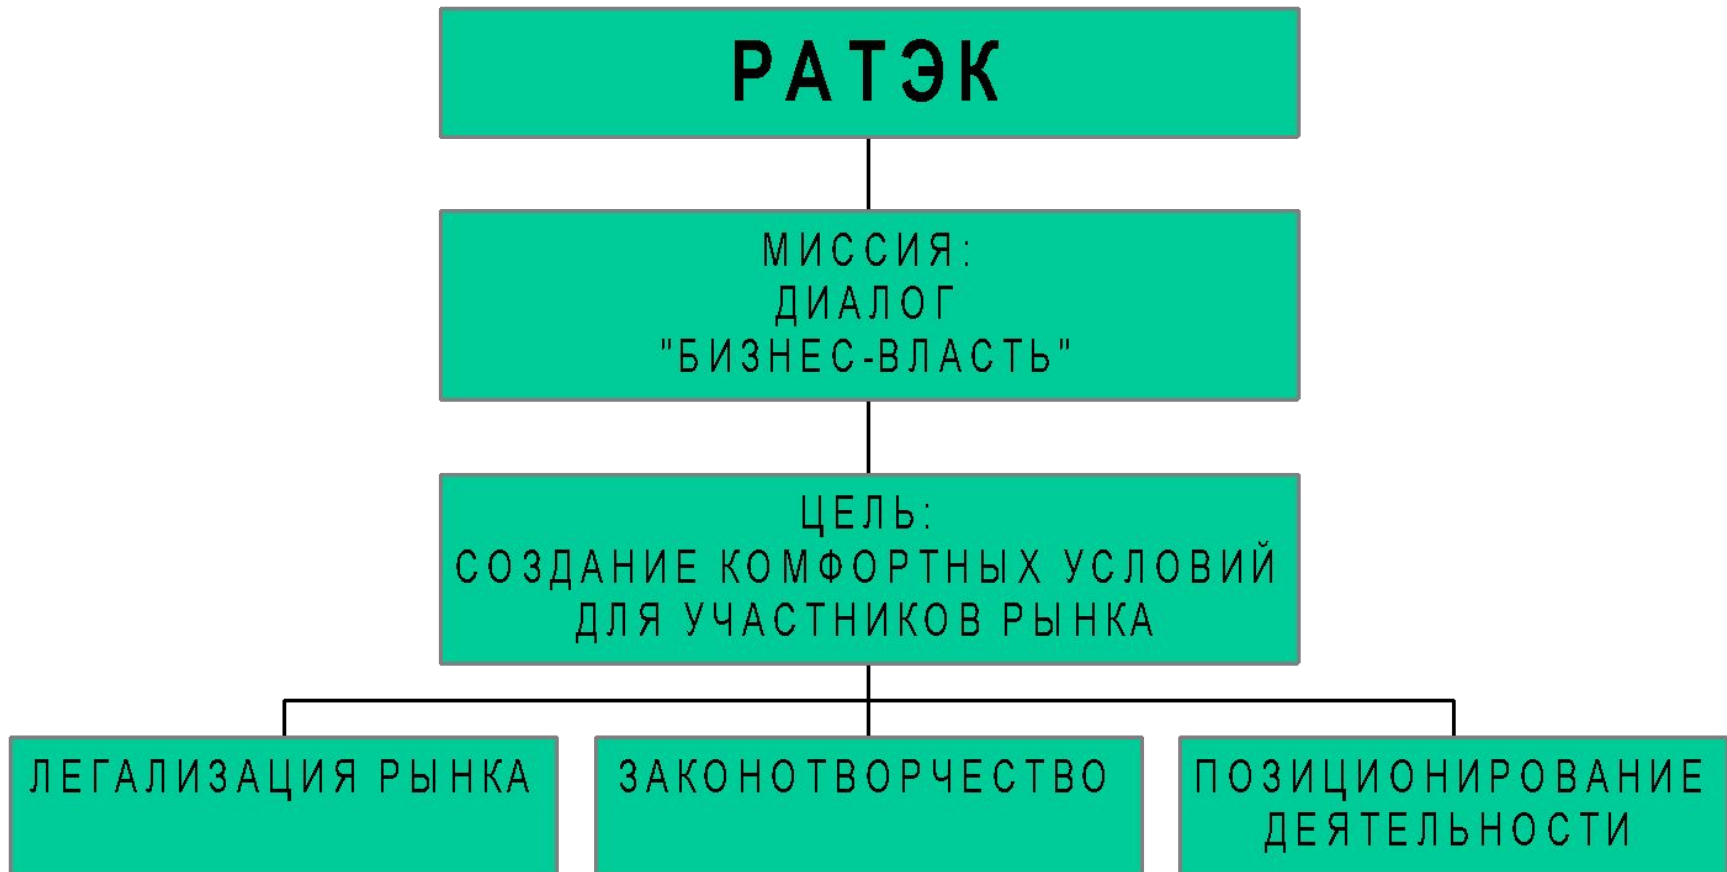 РАТЭК
МИССИЯ:
ДИАЛОГ
"БИЗНЕС-ВЛАСТЬ"
ЦЕЛЬ:
СОЗДАНИЕ КОМФОРТНЫХ УСЛОВИЙ
ДЛЯ УЧАСТНИКОВ РЫНКА
ЛЕГАЛИЗАЦИЯ РЫНКА
ЗАКОНОТВОРЧЕСТВО
ПОЗИЦИОНИРОВАНИЕ
ДЕЯТЕЛЬНОСТИ